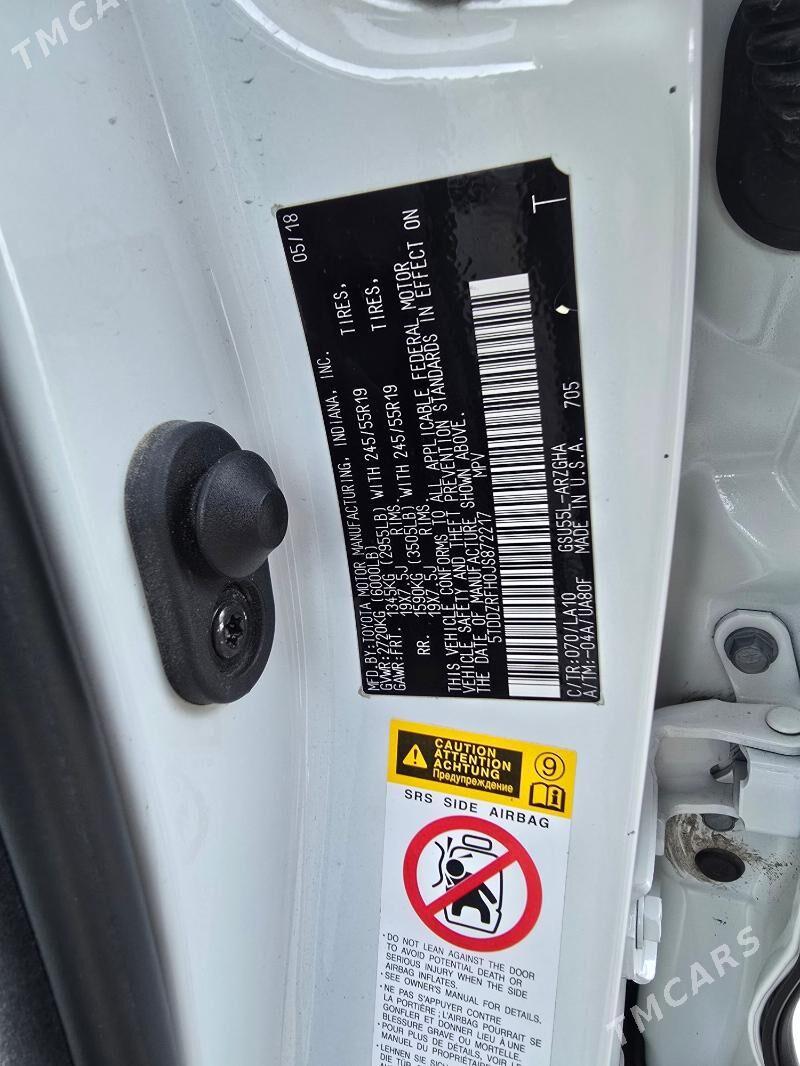 TMCARS
05/18
MFD.BY:TOYOTA MOTOR MANUFACTURING, INDIANA, INC.
GVWR:2720KG (6000LB)
GAWR:FRT. 1345KG (2955LB) WITH 245/55R19 TIRES,
19X7.5J RIMS
RR. 1590KG (3505LB) WITH 245/55R19 TIRES,
19X7.5J RIMS
THIS VEHICLE CONFORMS TO ALL APPLICABLE FEDERAL MOTOR
VEHICLE SAFETY AND THEFT PREVENTION STANDARDS IN EFFECT ON
THE DATE OF MANUFACTURE SHOWN ABOVE.
5TDDZRFH0JS872217 MPV
T
C/TR:070/LA10 GSU55L-ARZGHA 705
A/TM:-04A/UA80F MADE IN U.S.A.
CAUTION
ATTENTION
ACHTUNG
Предупреждение
9
i
SRS SIDE AIRBAG
•DO NOT LEAN AGAINST THE DOOR
TO AVOID POTENTIAL DEATH OR
SERIOUS INJURY WHEN THE SIDE
AIRBAG INFLATES.
•SEE OWNER'S MANUAL FOR DETAILS.
•NE PAS S'APPUYER CONTRE
LA PORTIÈRE ; L'AIRBAG POURRAIT SE
GONFLER ET DONNER LIEU À UNE
BLESSURE GRAVE OU MORTELLE.
•POUR PLUS DE DÉTAILS, VOIR LE
MANUEL DU PROPRIÉTAIRE.
•LEHNEN SIE SICH
DIE TÜR
TMCARS